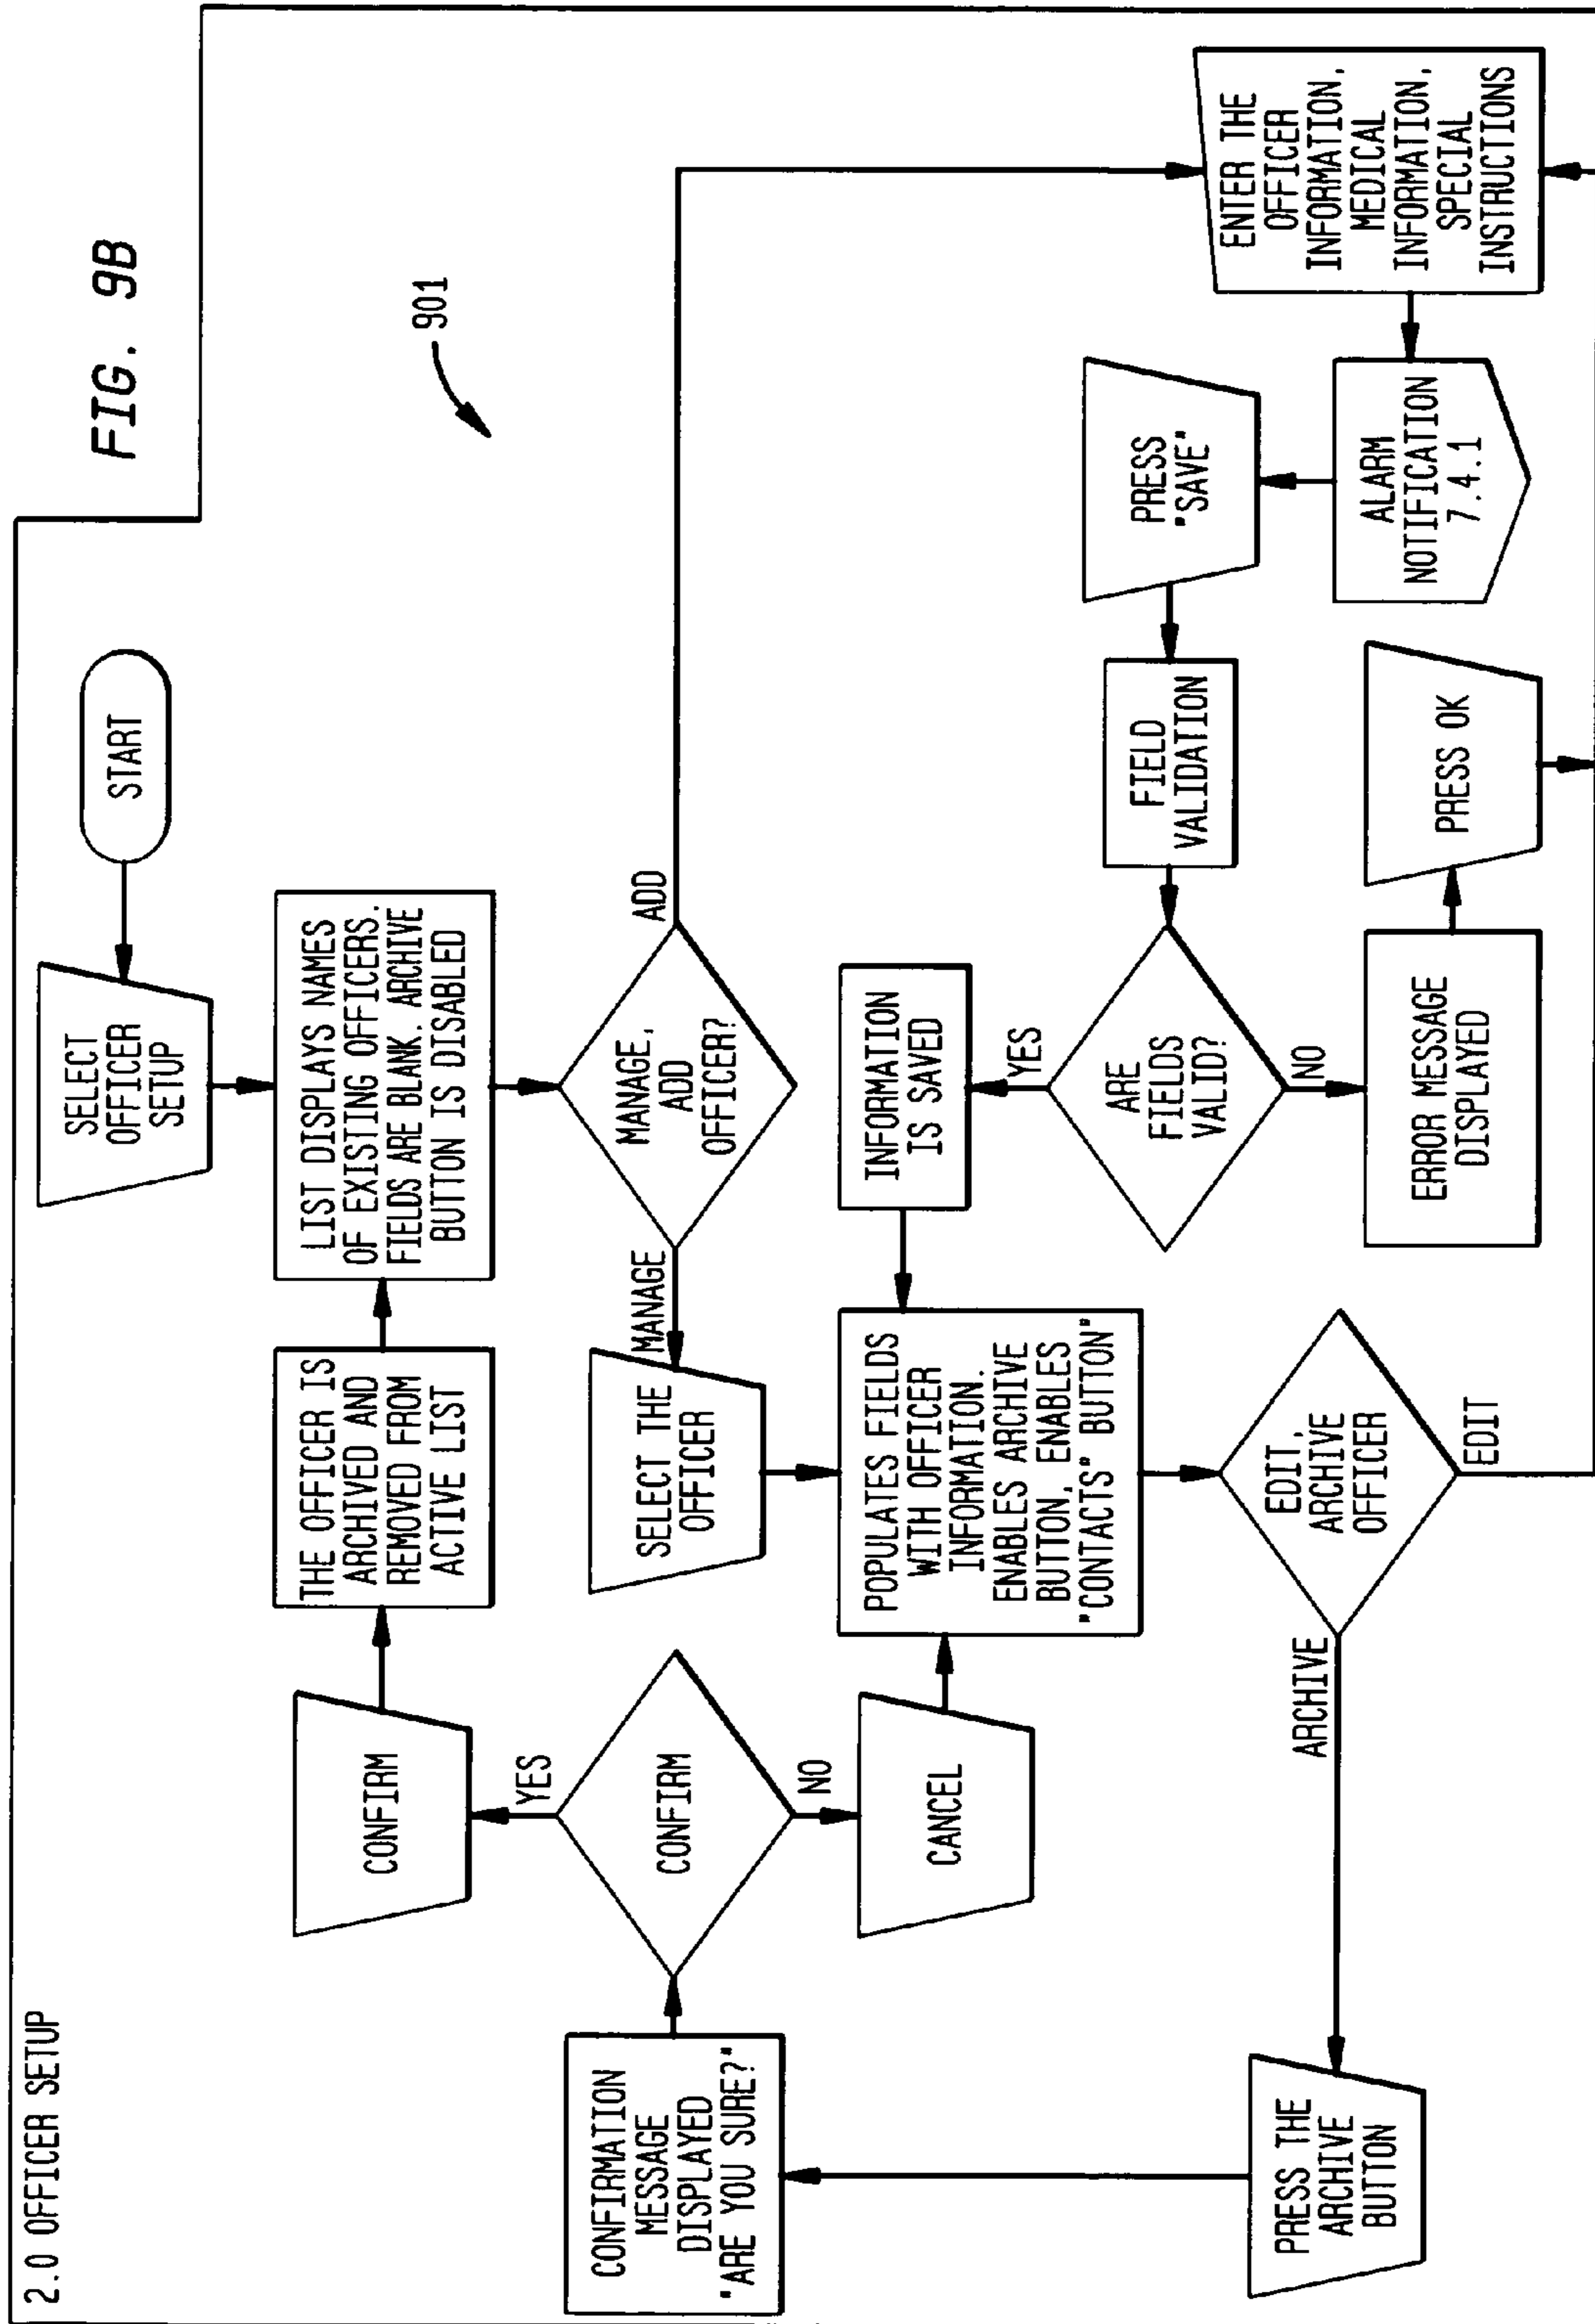 2.0 OFFICER SETUP
FIG. 9B
901
START
SELECT
OFFICER
SETUP
LIST DISPLAYS NAMES
OF EXISTING OFFICERS.
FIELDS ARE BLANK. ARCHIVE
BUTTON IS DISABLED
THE OFFICER IS
ARCHIVED AND
REMOVED FROM
ACTIVE LIST
CONFIRM
YES
CONFIRM
NO
CANCEL
CONFIRMATION
MESSAGE
DISPLAYED
"ARE YOU SURE?"
MANAGE,
ADD
OFFICER?
MANAGE
ADD
SELECT THE
OFFICER
POPULATES FIELDS
WITH OFFICER
INFORMATION.
ENABLES ARCHIVE
BUTTON, ENABLES
"CONTACTS" BUTTON"
INFORMATION
IS SAVED
YES
ARE
FIELDS
VALID?
NO
FIELD
VALIDATION
PRESS
"SAVE"
ENTER THE
OFFICER
INFORMATION,
MEDICAL
INFORMATION,
SPECIAL
INSTRUCTIONS
ALARM
NOTIFICATION
7.4.1
PRESS OK
ERROR MESSAGE
DISPLAYED
EDIT,
ARCHIVE
OFFICER
EDIT
ARCHIVE
PRESS THE
ARCHIVE
BUTTON